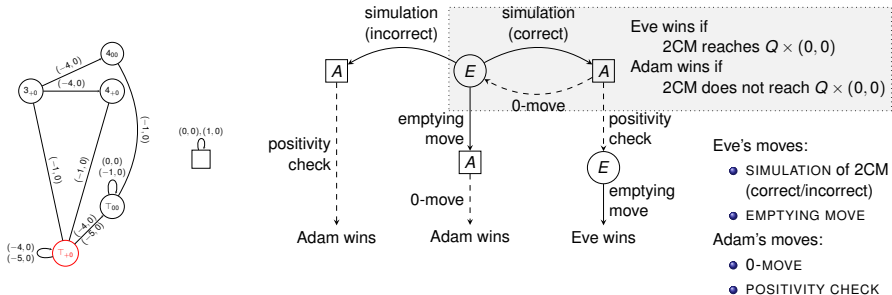 4₀₀
(−4,0)
3₊₀
(−4,0)
4₊₀
(−1,0)
(−1,0)
(−1,0)
(0,0)
(−1,0)
⊤₀₀
(−4,0)
(−5,0)
(−4,0)
(−5,0)
⊤₊₀
(0,0),(1,0)
simulation
(incorrect)
simulation
(correct)
A
E
A
0-move
Eve wins if
2CM reaches Q × (0,0)
Adam wins if
2CM does not reach Q × (0,0)
positivity
check
emptying
move
positivity
check
A
E
0-move
emptying
move
Adam wins
Adam wins
Eve wins
Eve's moves:
SIMULATION of 2CM
(correct/incorrect)
EMPTYING MOVE
Adam's moves:
0-MOVE
POSITIVITY CHECK